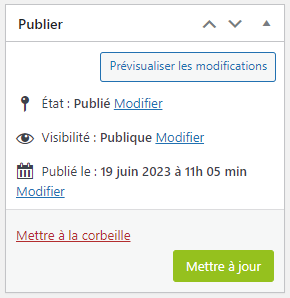 Publier
Prévisualiser les modifications
État : Publié Modifier
Visibilité : Publique Modifier
Publié le : 19 juin 2023 à 11h 05 min
Modifier
Mettre à la corbeille
Mettre à jour